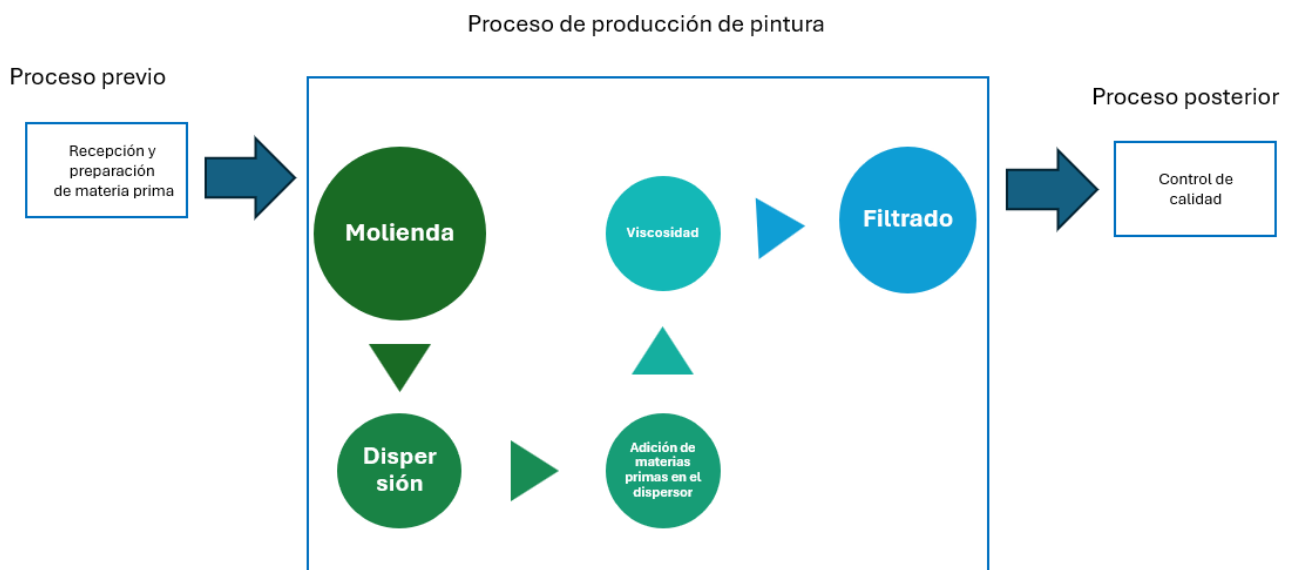 Proceso de producción de pintura
Proceso previo
Recepción y
preparación
de materia prima
Molienda
Disper
sión
Adición de
materias
primas en el
dispersor
Viscosidad
Filtrado
Proceso posterior
Control de
calidad